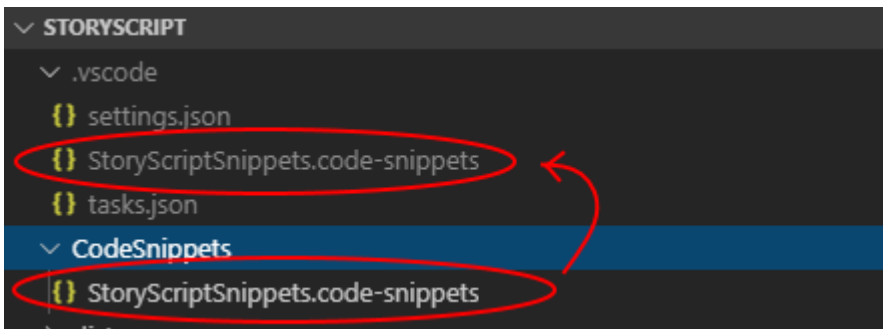 STORYSCRIPT
.vscode
{} settings.json
{} StoryScriptSnippets.code-snippets
{} tasks.json
CodeSnippets
{} StoryScriptSnippets.code-snippets